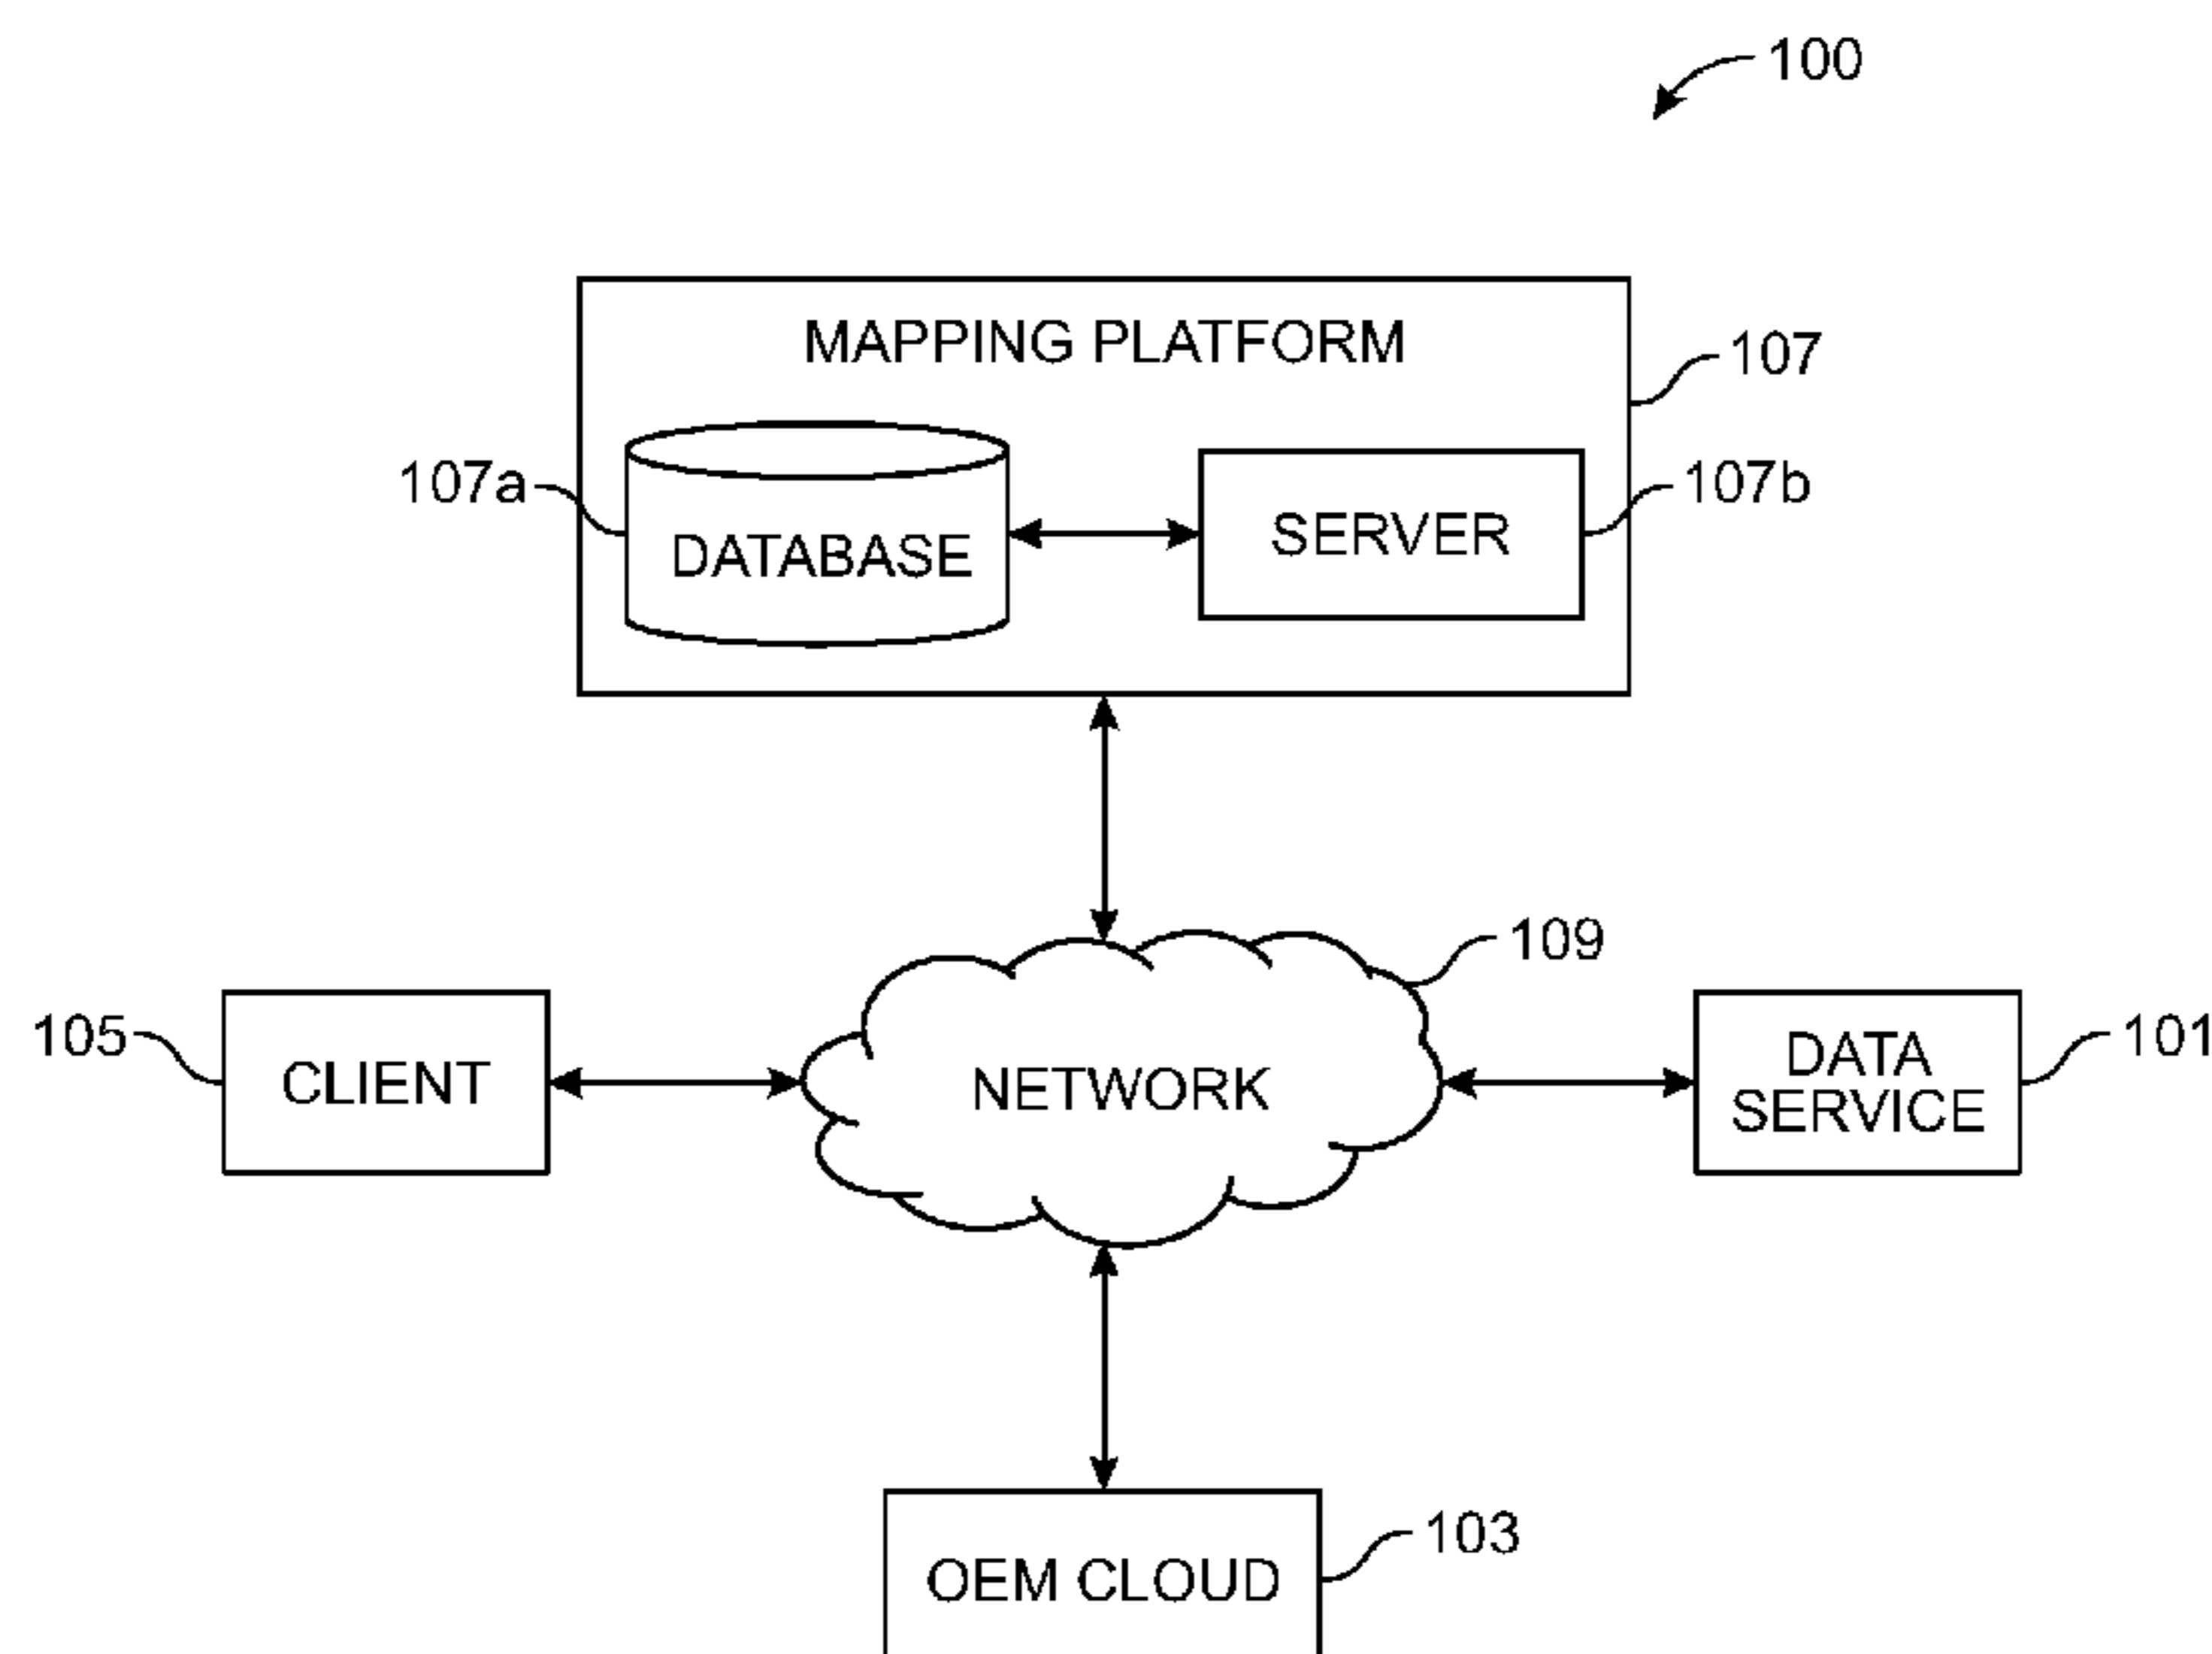 100
MAPPING PLATFORM
107
107a
DATABASE
SERVER
107b
109
105
CLIENT
NETWORK
DATA
SERVICE
101
OEM CLOUD
103